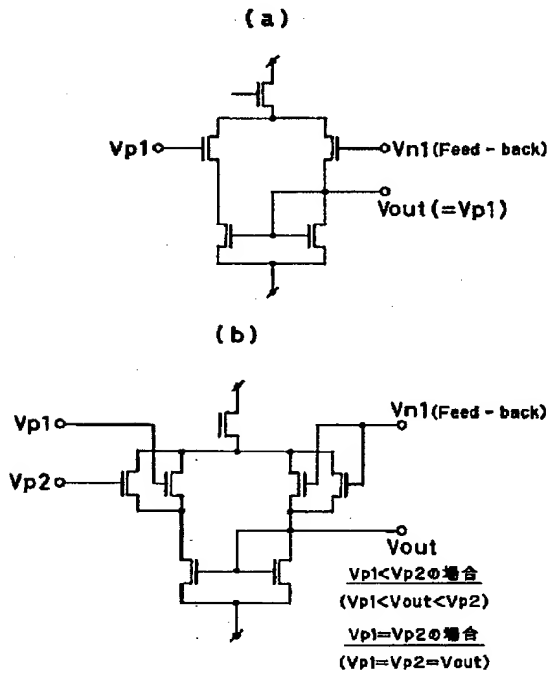 (a)
Vp1
Vn1(Feed-back)
Vout(=Vp1)
(b)
Vp1
Vn1(Feed-back)
Vp2
Vout
Vp1<Vp2の場合
(Vp1<Vout<Vp2)
Vp1=Vp2の場合
(Vp1=Vp2=Vout)